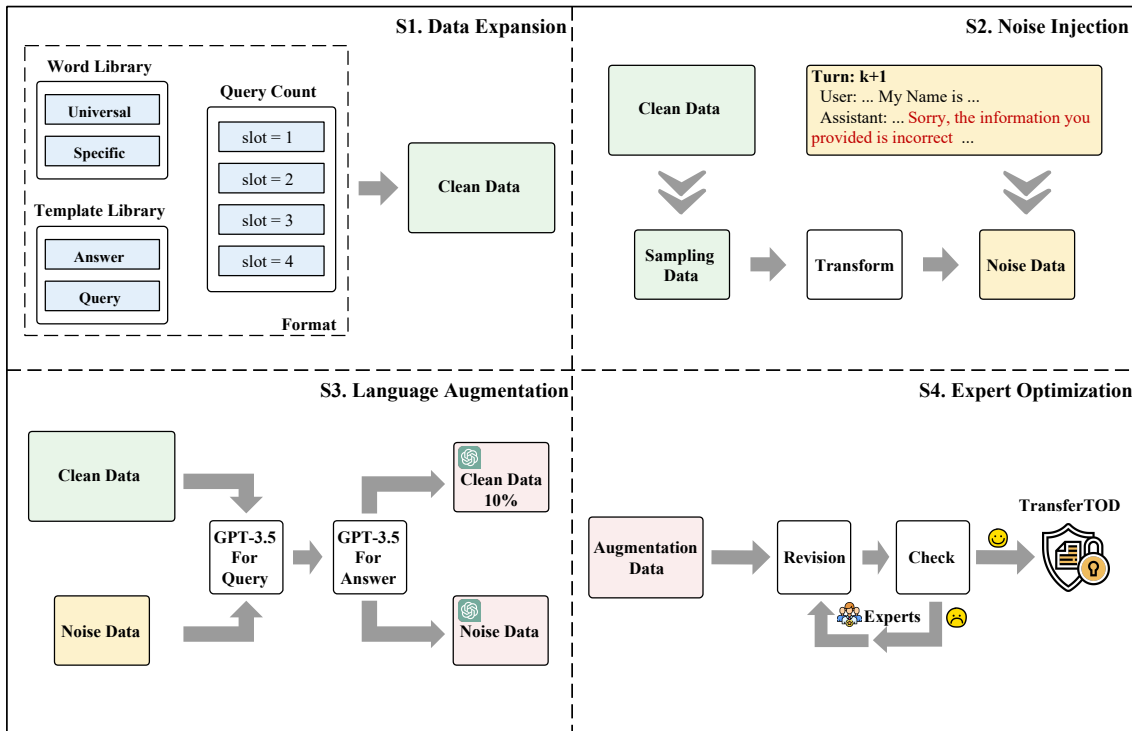 S1. Data Expansion
Word Library
Universal
Specific
Template Library
Answer
Query
Query Count
slot = 1
slot = 2
slot = 3
slot = 4
Format
Clean Data
S2. Noise Injection
Clean Data
Turn: k+1
User: ... My Name is ...
Assistant: ... Sorry, the information you
provided is incorrect ...
Sampling
Data
Transform
Noise Data
S3. Language Augmentation
Clean Data
Noise Data
GPT-3.5
For
Query
GPT-3.5
For
Answer
Clean Data
10%
Noise Data
S4. Expert Optimization
Augmentation
Data
Revision
Check
Experts
TransferTOD